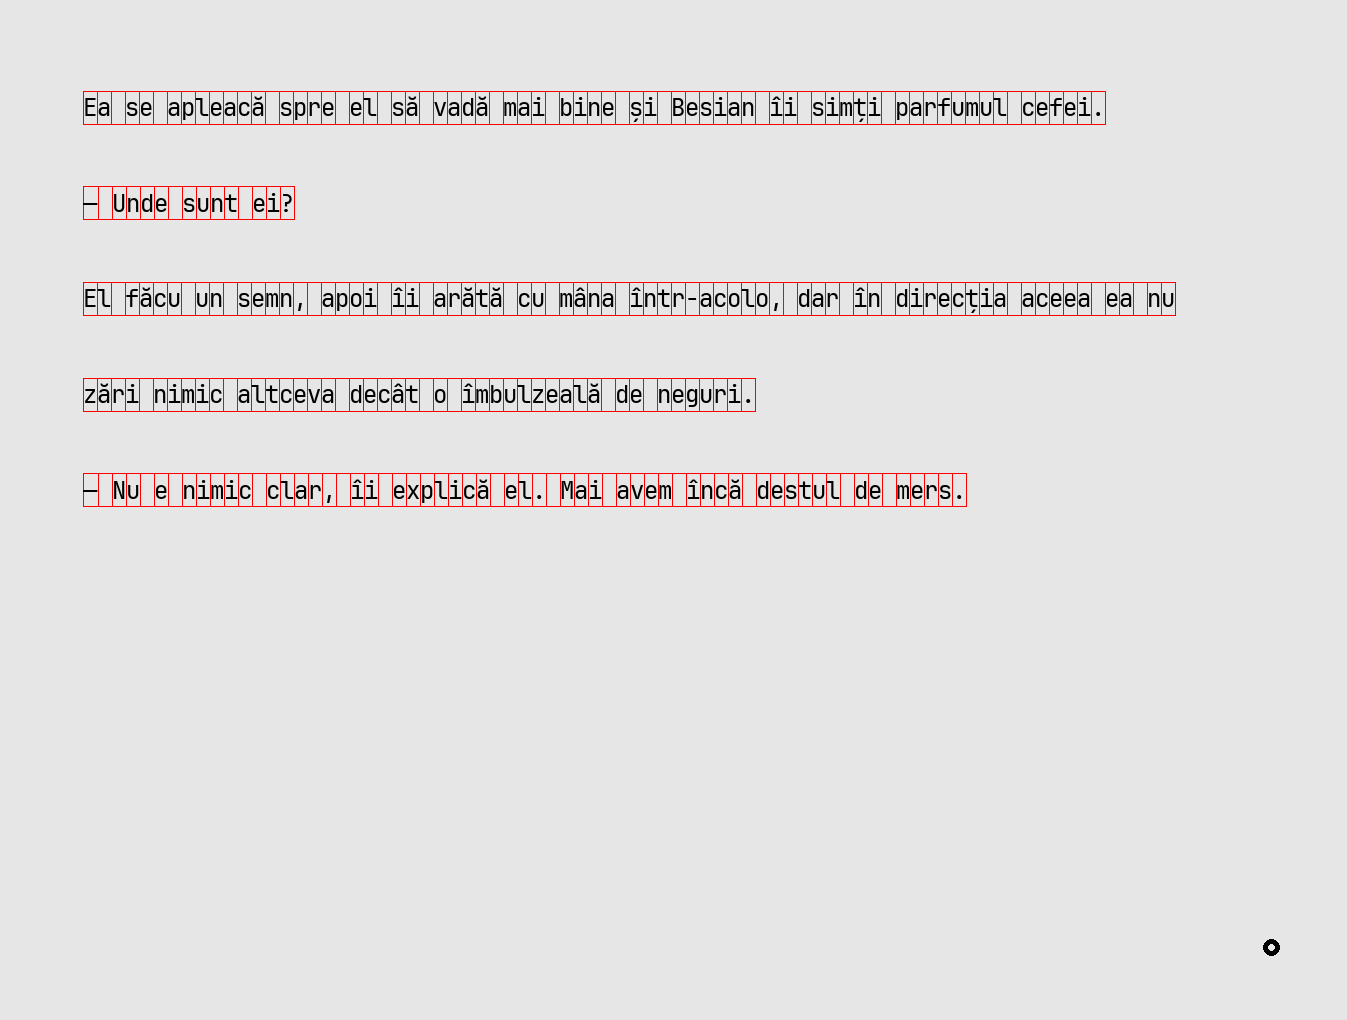 Ea se apleacă spre el să vadă mai bine și Besian îi simți parfumul cefei.
— Unde sunt ei?
El făcu un semn, apoi îi arătă cu mâna într-acolo, dar în direcția aceea ea nu
zări nimic altceva decât o îmbulzeală de neguri.
— Nu e nimic clar, îi explică el. Mai avem încă destul de mers.